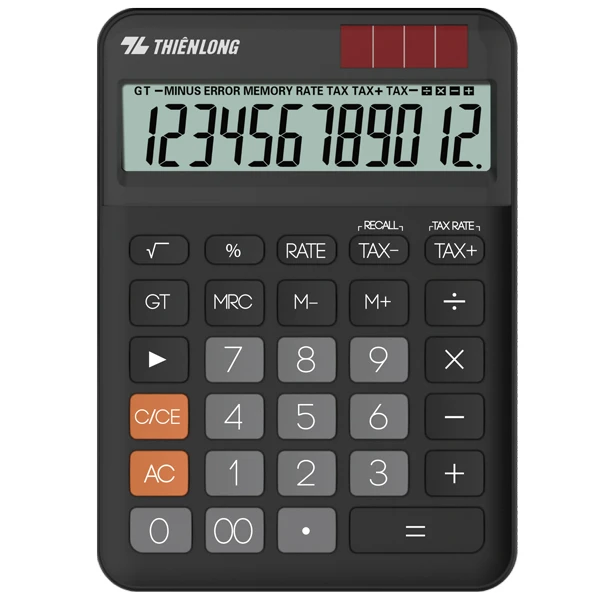 THIÊNLONG
GT −MINUS ERROR MEMORY RATE TAX TAX+ TAX− ÷ × − +
123456789012.
RECALL TAX RATE
√ % RATE TAX− TAX+
GT MRC M− M+ ÷
▶ 7 8 9 ×
C/CE 4 5 6 −
AC 1 2 3 +
0 00 • =